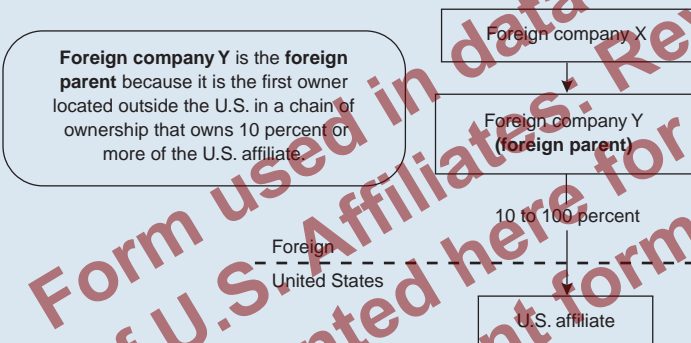 Foreign company Y is the foreign
parent because it is the first owner
located outside the U.S. in a chain of
ownership that owns 10 percent or
more of the U.S. affiliate.
Foreign company X
Foreign company Y
(foreign parent)
10 to 100 percent
Foreign
United States
U.S. affiliate
Form used in data
of U.S. Affiliates: Rev
nted here for
nt form